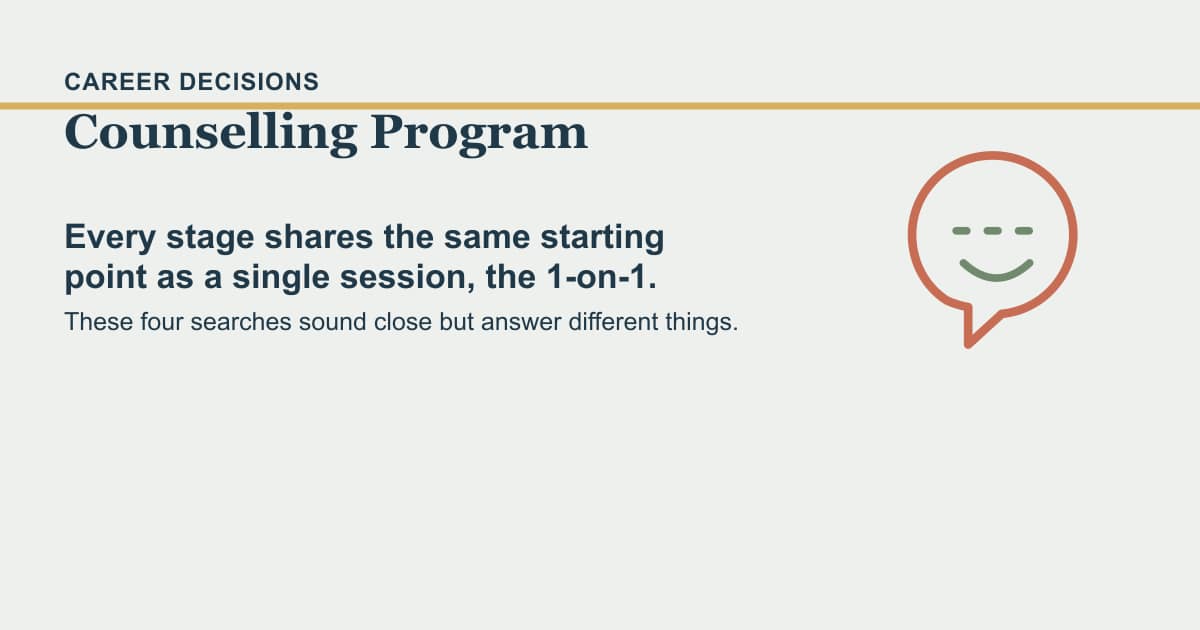 CAREER DECISIONS
Counselling Program
Every stage shares the same starting
point as a single session, the 1-on-1.
These four searches sound close but answer different things.